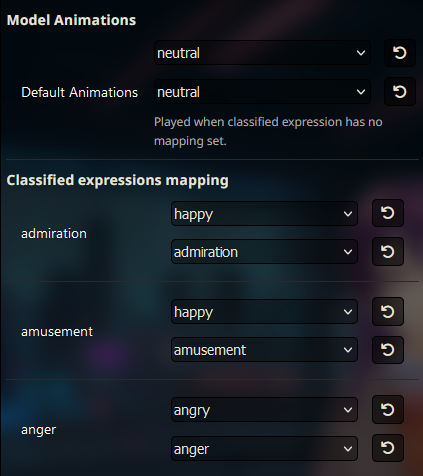 Model Animations
neutral
Default Animations neutral
Played when classified expression has no
mapping set.
Classified expressions mapping
happy
admiration
admiration
happy
amusement
amusement
angry
anger
anger